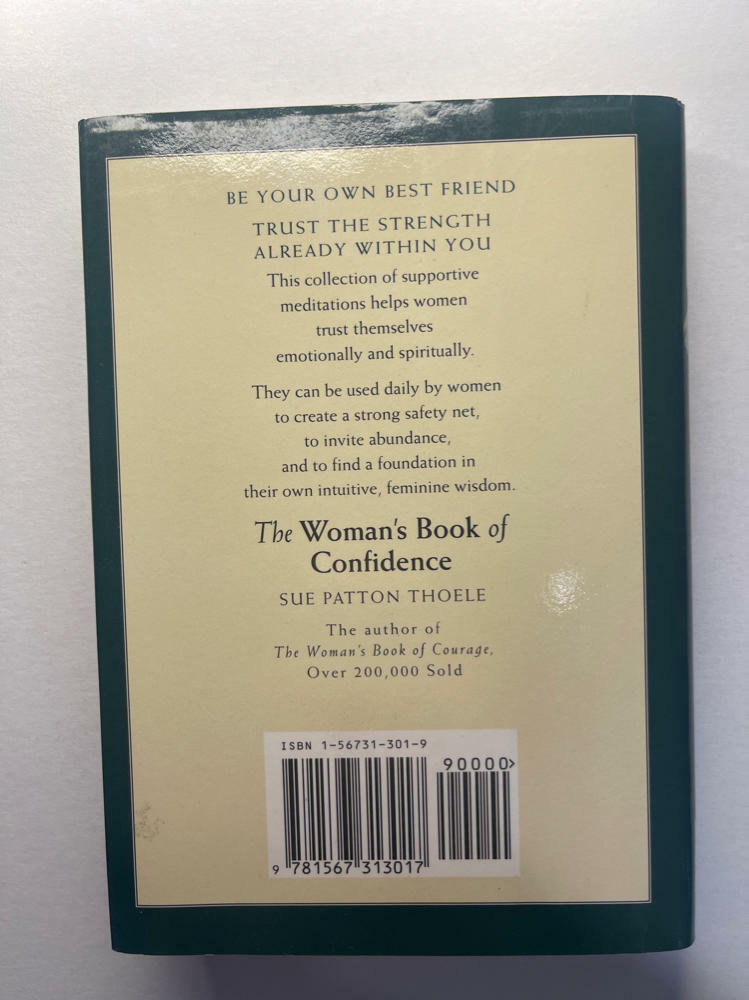 BE YOUR OWN BEST FRIEND
TRUST THE STRENGTH
ALREADY WITHIN YOU
This collection of supportive
meditations helps women
trust themselves
emotionally and spiritually.
They can be used daily by women
to create a strong safety net,
to invite abundance,
and to find a foundation in
their own intuitive, feminine wisdom.
The Woman's Book of
Confidence
SUE PATTON THOELE
The author of
The Woman's Book of Courage,
Over 200,000 Sold
ISBN 1-56731-301-9
90000>
9 781567 313017